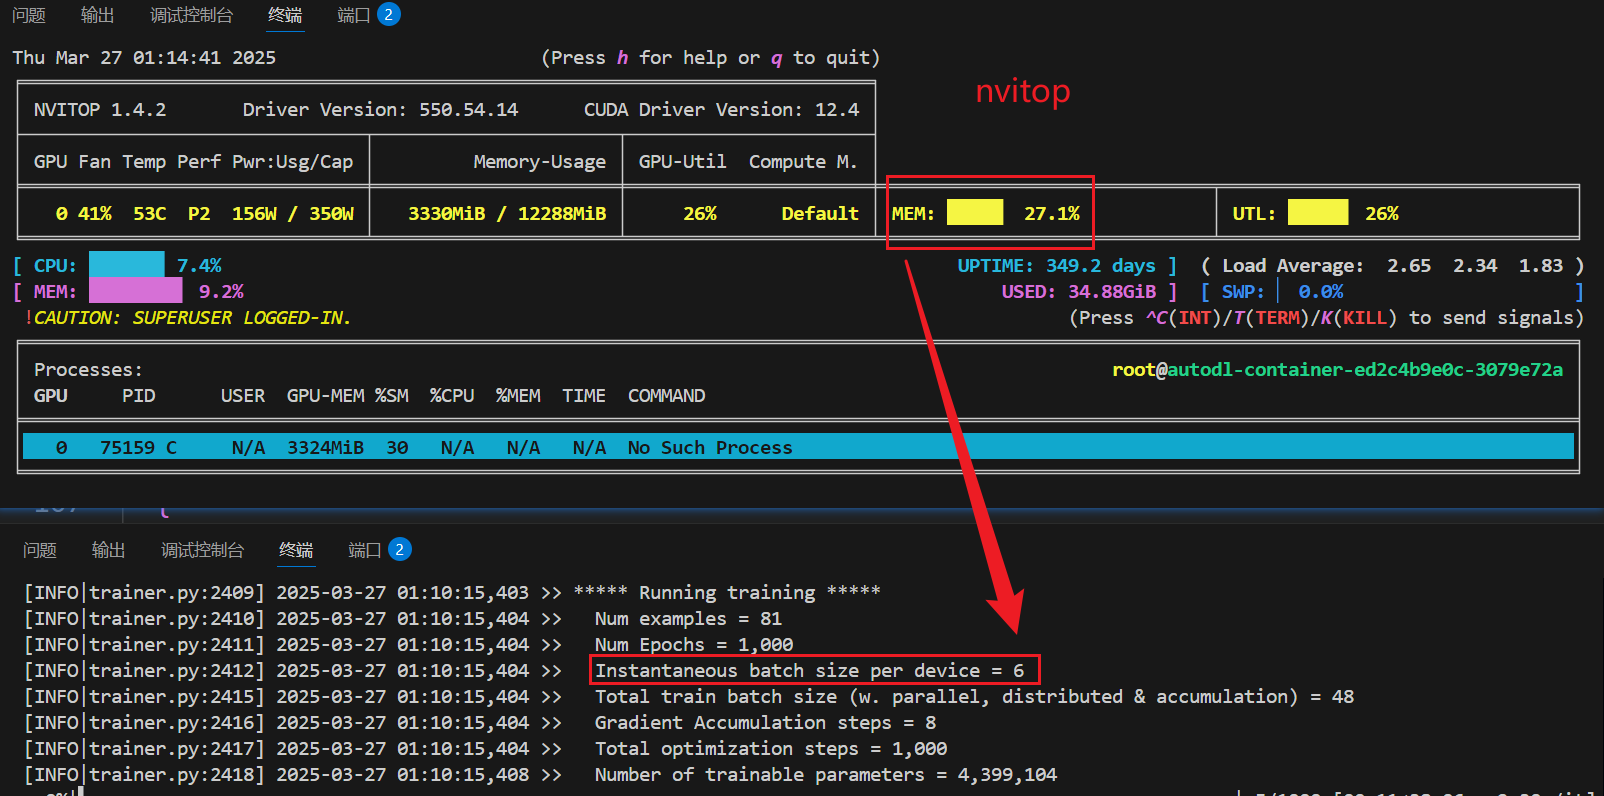 问题 输出 调试控制台 终端 端口 2
Thu Mar 27 01:14:41 2025 (Press h for help or q to quit)
nvitop
NVITOP 1.4.2 Driver Version: 550.54.14 CUDA Driver Version: 12.4
GPU Fan Temp Perf Pwr:Usg/Cap Memory-Usage GPU-Util Compute M.
0 41% 53C P2 156W / 350W 3330MiB / 12288MiB 26% Default MEM: 27.1% UTL: 26%
[ CPU: 7.4% UPTIME: 349.2 days ] ( Load Average: 2.65 2.34 1.83 )
[ MEM: 9.2% USED: 34.88GiB ] [ SWP: 0.0% ]
!CAUTION: SUPERUSER LOGGED-IN. (Press ^C(INT)/T(TERM)/K(KILL) to send signals)
Processes: root@autodl-container-ed2c4b9e0c-3079e72a
GPU PID USER GPU-MEM %SM %CPU %MEM TIME COMMAND
0 75159 C N/A 3324MiB 30 N/A N/A N/A No Such Process
问题 输出 调试控制台 终端 端口 2
[INFO|trainer.py:2409] 2025-03-27 01:10:15,403 >> ***** Running training *****
[INFO|trainer.py:2410] 2025-03-27 01:10:15,404 >> Num examples = 81
[INFO|trainer.py:2411] 2025-03-27 01:10:15,404 >> Num Epochs = 1,000
[INFO|trainer.py:2412] 2025-03-27 01:10:15,404 >> Instantaneous batch size per device = 6
[INFO|trainer.py:2415] 2025-03-27 01:10:15,404 >> Total train batch size (w. parallel, distributed & accumulation) = 48
[INFO|trainer.py:2416] 2025-03-27 01:10:15,404 >> Gradient Accumulation steps = 8
[INFO|trainer.py:2417] 2025-03-27 01:10:15,404 >> Total optimization steps = 1,000
[INFO|trainer.py:2418] 2025-03-27 01:10:15,408 >> Number of trainable parameters = 4,399,104